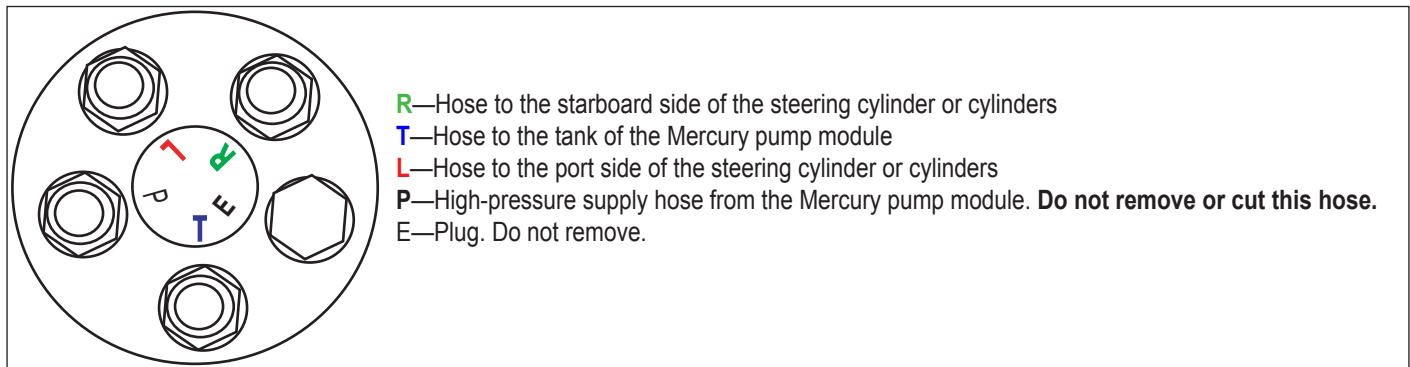 L R
P E
T
R—Hose to the starboard side of the steering cylinder or cylinders
T—Hose to the tank of the Mercury pump module
L—Hose to the port side of the steering cylinder or cylinders
P—High-pressure supply hose from the Mercury pump module. Do not remove or cut this hose.
E—Plug. Do not remove.